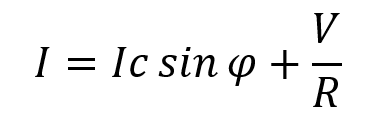 I = Ic sin φ + V/R